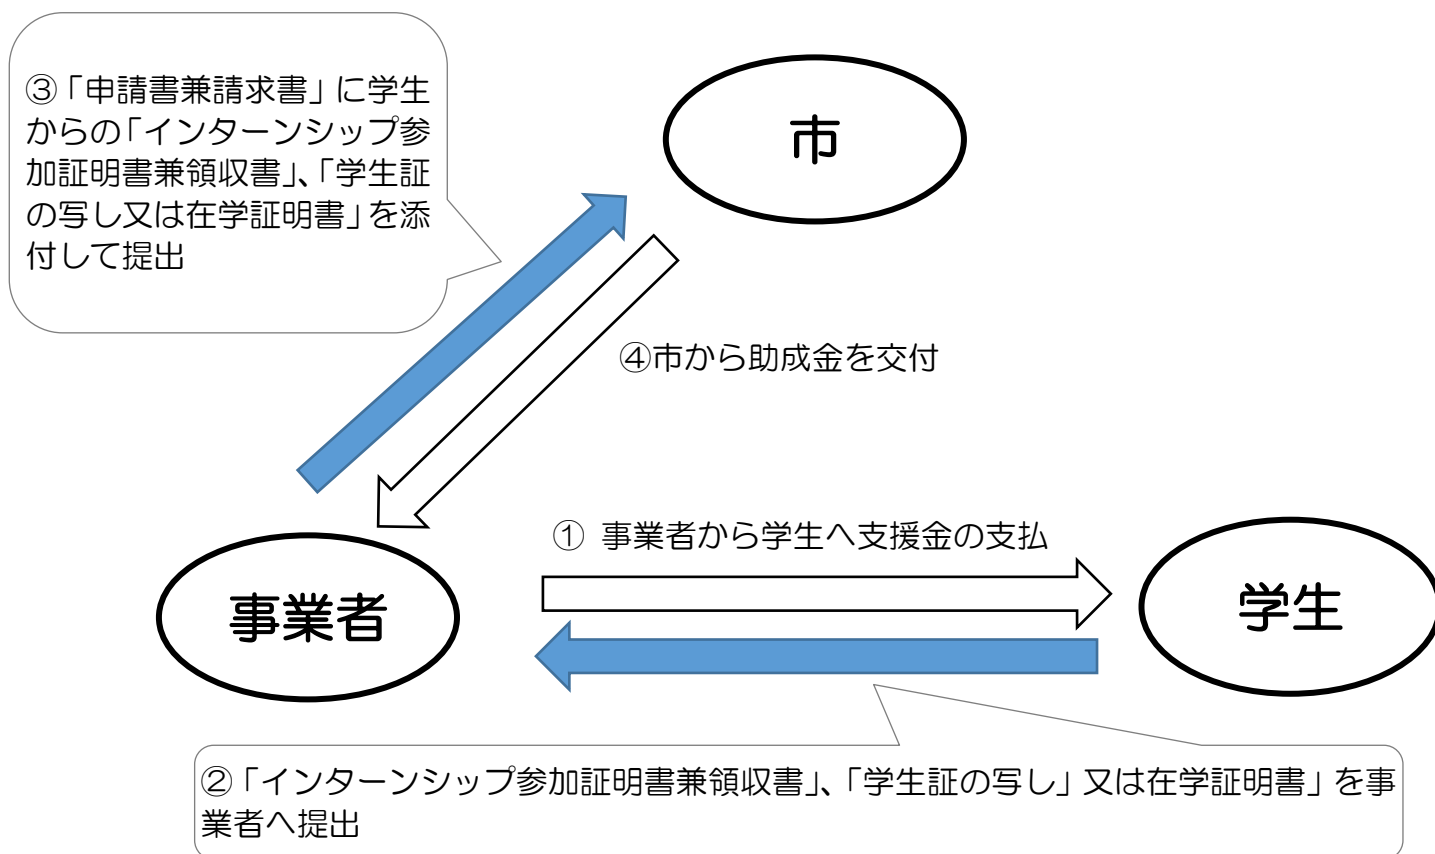 ③「申請書兼請求書」に学生
からの「インターンシップ参
加証明書兼領収書」、「学生証
の写し又は在学証明書」を添
付して提出
市
④市から助成金を交付
① 事業者から学生へ支援金の支払
事業者
学生
②「インターンシップ参加証明書兼領収書」、「学生証の写し」又は在学証明書」を事
業者へ提出